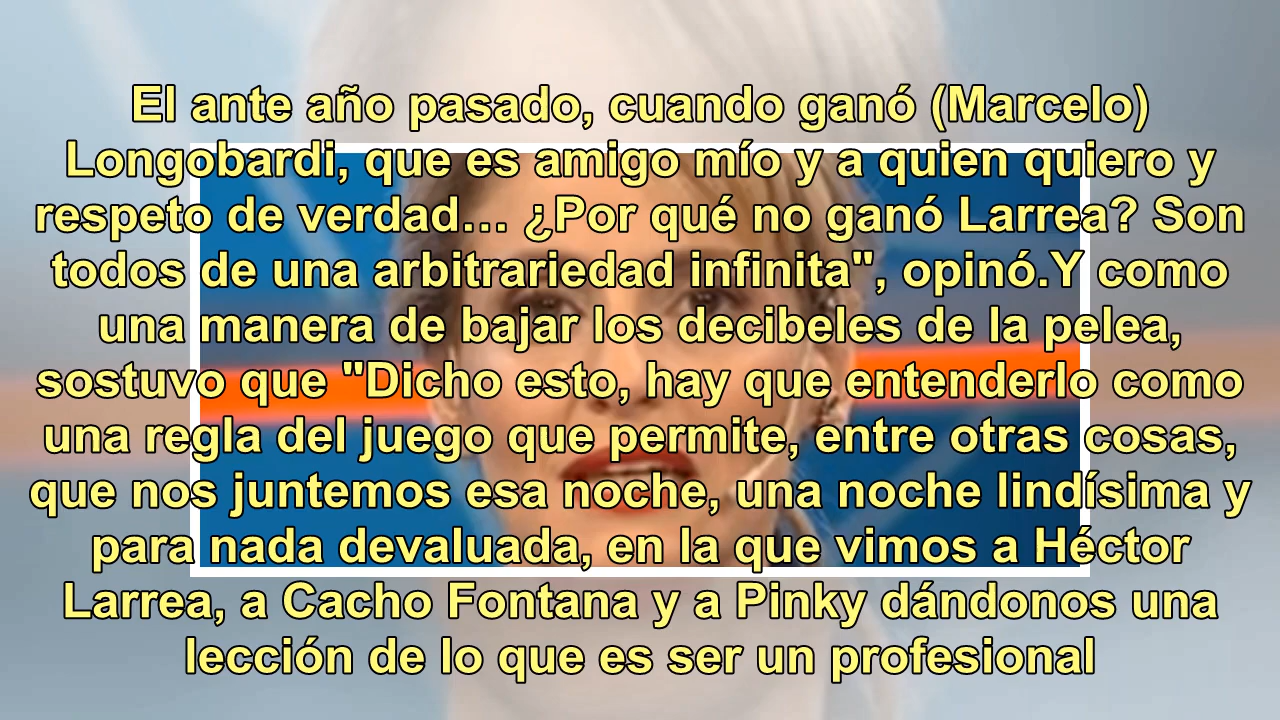 El ante año pasado, cuando ganó (Marcelo)
Longobardi, que es amigo mío y a quien quiero y
respeto de verdad... ¿Por qué no ganó Larrea? Son
todos de una arbitrariedad infinita", opinó.Y como
una manera de bajar los decibeles de la pelea,
sostuvo que "Dicho esto, hay que entenderlo como
una regla del juego que permite, entre otras cosas,
que nos juntemos esa noche, una noche lindísima y
para nada devaluada, en la que vimos a Héctor
Larrea, a Cacho Fontana y a Pinky dándonos una
lección de lo que es ser un profesional